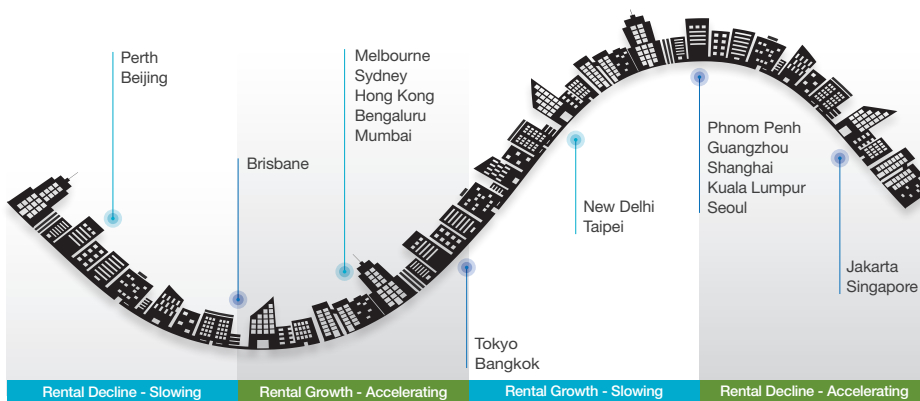 Perth
Beijing
Brisbane
Melbourne
Sydney
Hong Kong
Bengaluru
Mumbai
Tokyo
Bangkok
New Delhi
Taipei
Phnom Penh
Guangzhou
Shanghai
Kuala Lumpur
Seoul
Jakarta
Singapore
Rental Decline - Slowing
Rental Growth - Accelerating
Rental Growth - Slowing
Rental Decline - Accelerating